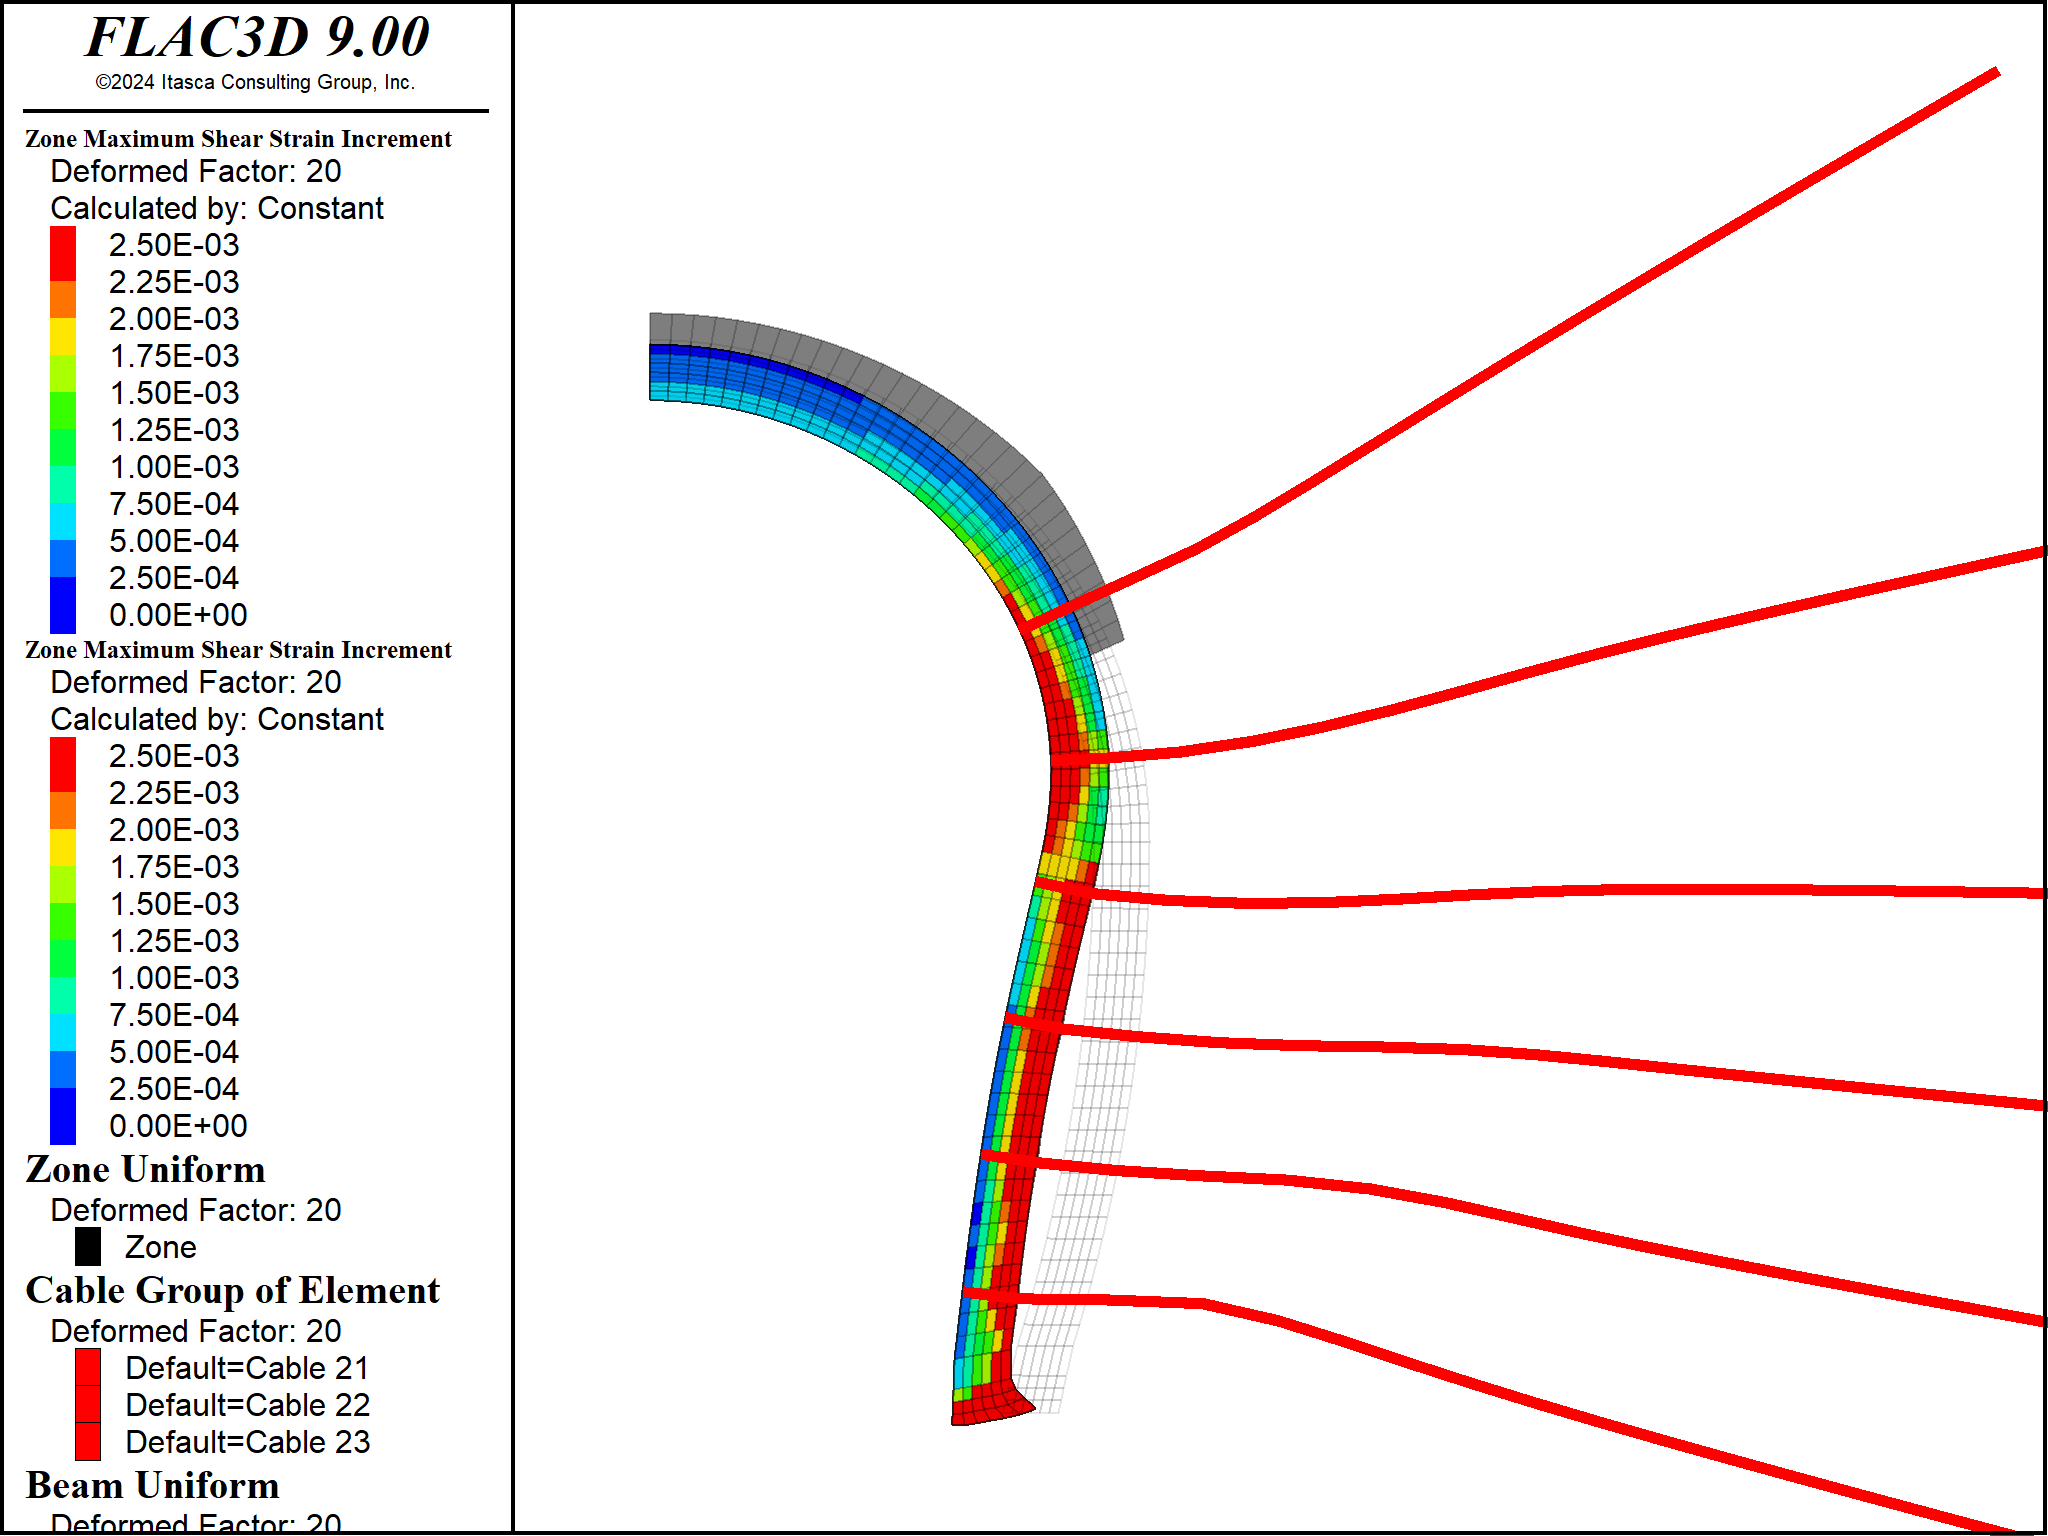 FLAC3D 9.00
©2024 Itasca Consulting Group, Inc.
Zone Maximum Shear Strain Increment
Deformed Factor: 20
Calculated by: Constant
2.50E-03
2.25E-03
2.00E-03
1.75E-03
1.50E-03
1.25E-03
1.00E-03
7.50E-04
5.00E-04
2.50E-04
0.00E+00
Zone Maximum Shear Strain Increment
Deformed Factor: 20
Calculated by: Constant
2.50E-03
2.25E-03
2.00E-03
1.75E-03
1.50E-03
1.25E-03
1.00E-03
7.50E-04
5.00E-04
2.50E-04
0.00E+00
Zone Uniform
Deformed Factor: 20
Zone
Cable Group of Element
Deformed Factor: 20
Default=Cable 21
Default=Cable 22
Default=Cable 23
Beam Uniform
Deformed Factor: 20